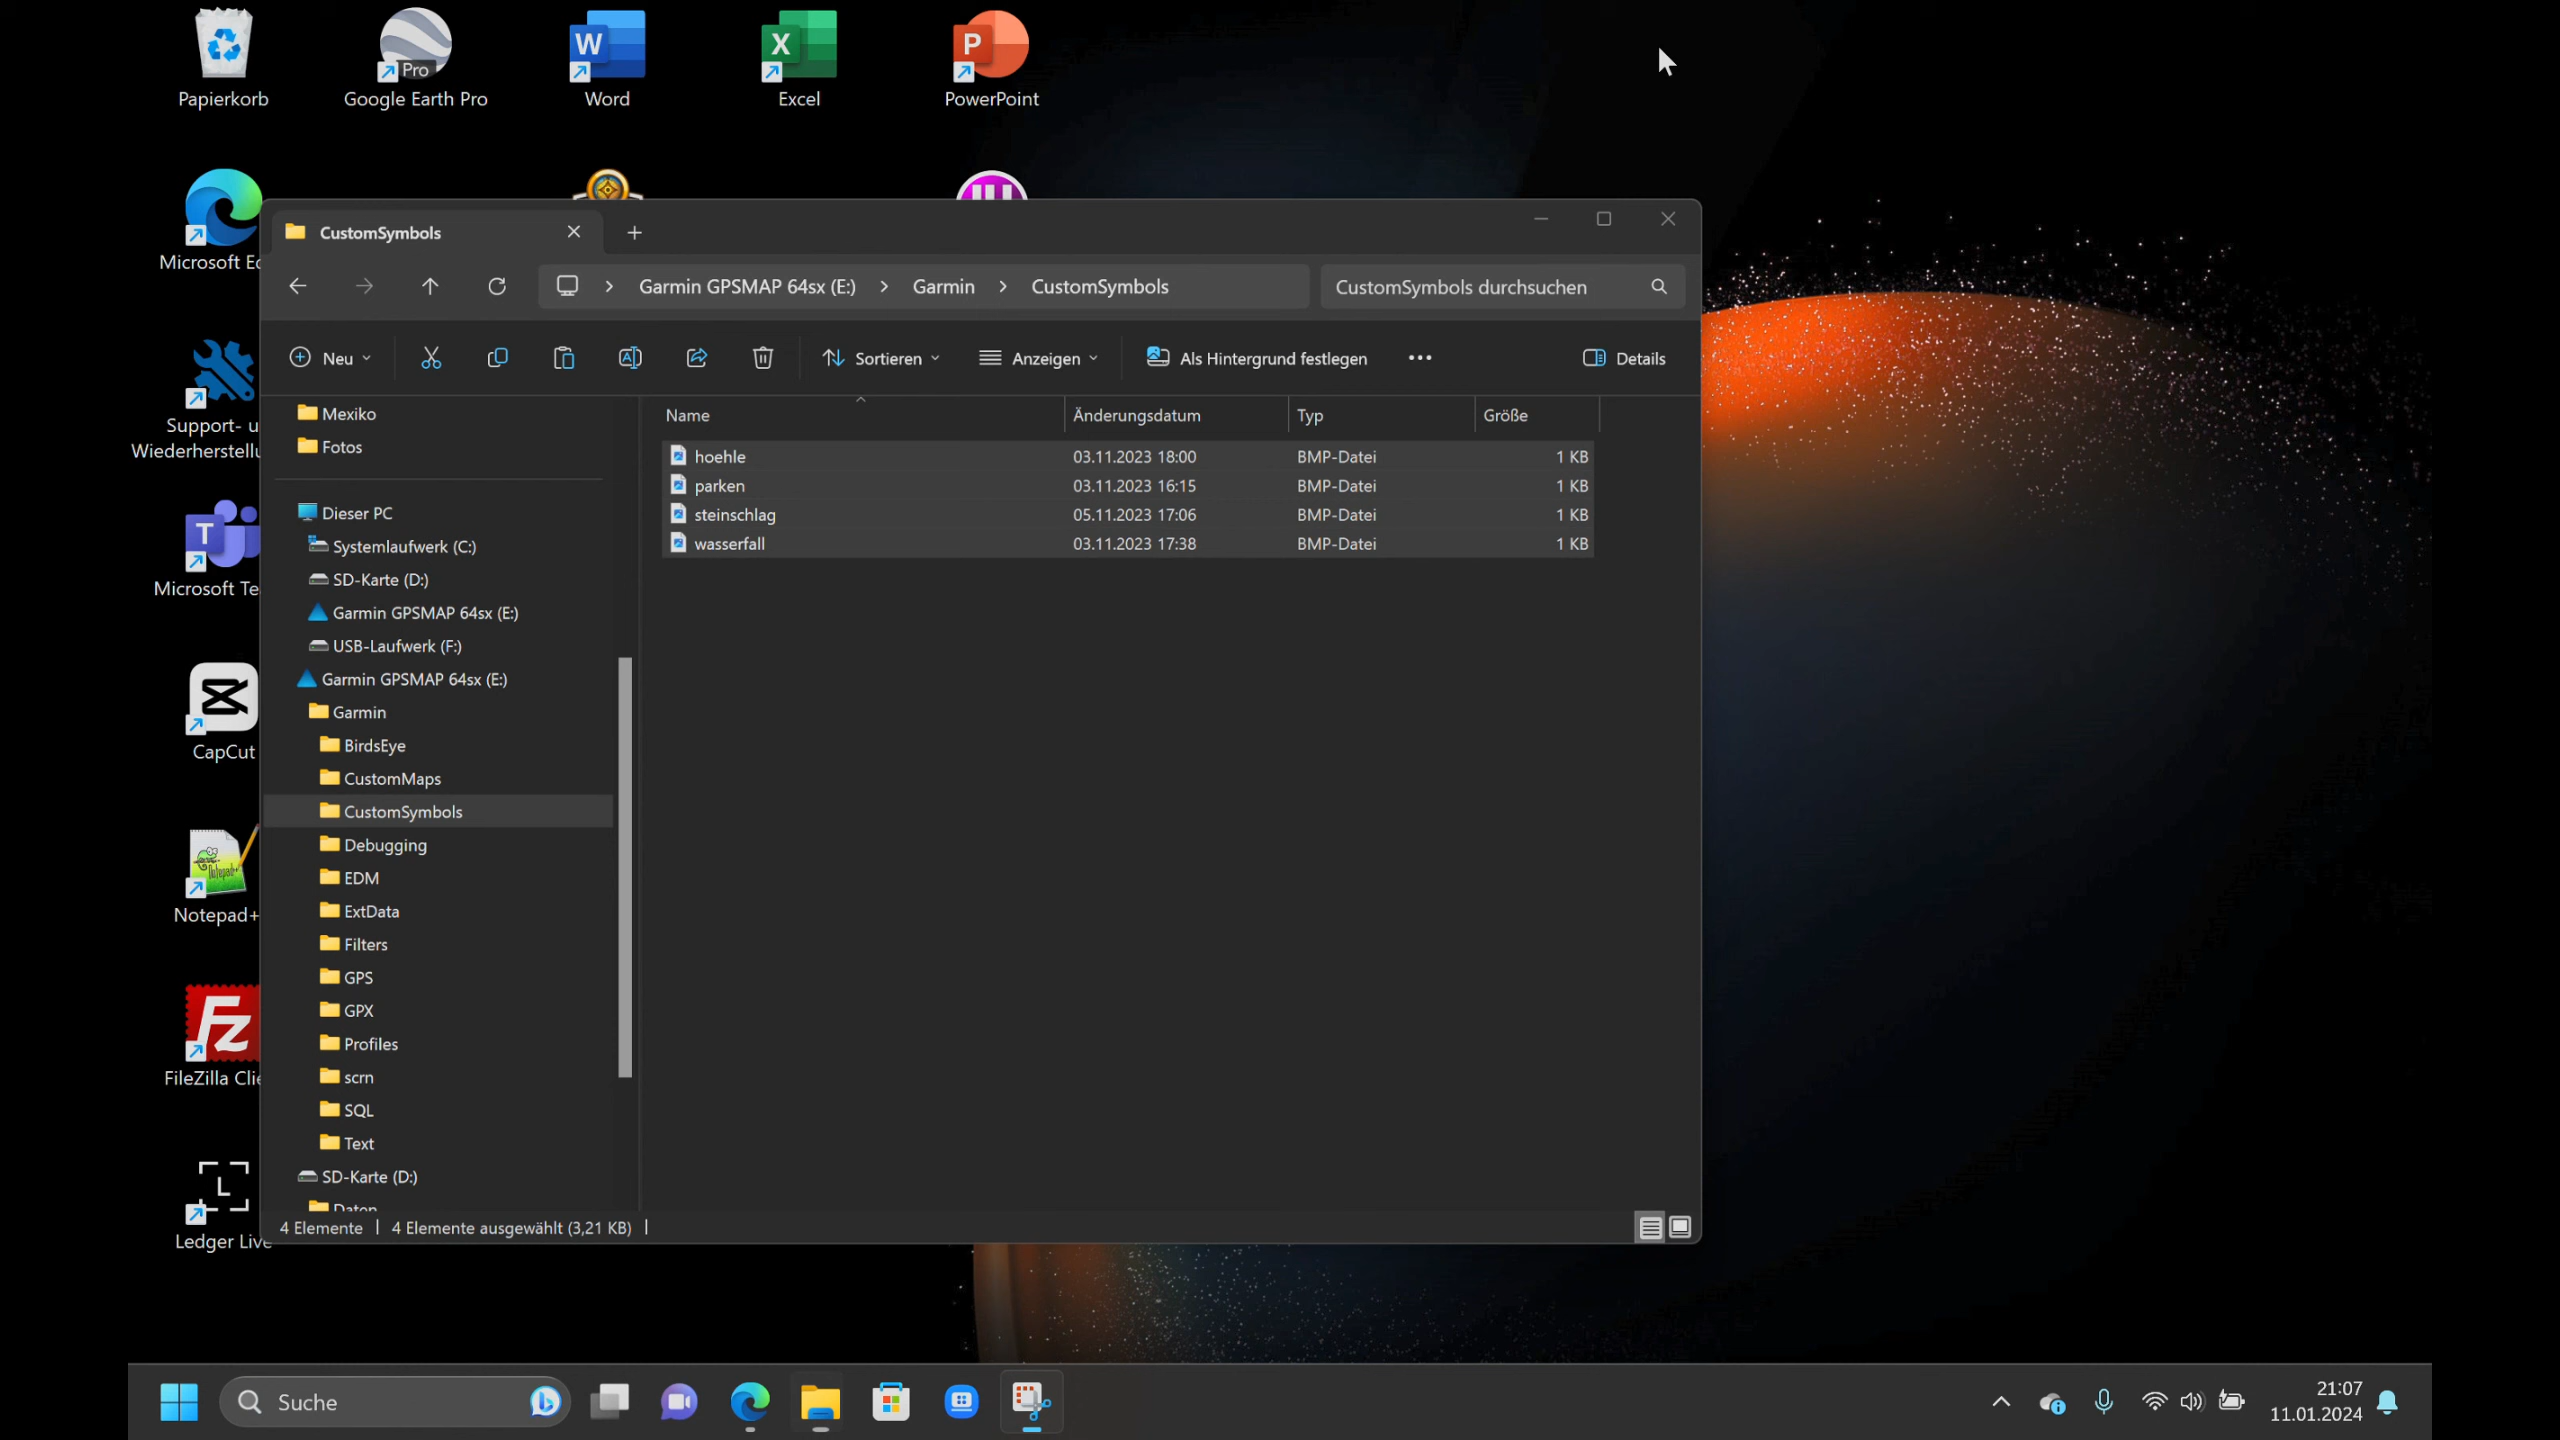 Papierkorb
Pro
Google Earth Pro
W
Word
X
Excel
P
PowerPoint
Microsoft Ed
Support- u
Wiederherstellu
T
Microsoft Te
CapCut
Notepad+
Fz
FileZilla Clie
L
Ledger Live
CustomSymbols
Garmin GPSMAP 64sx (E:) > Garmin > CustomSymbols
CustomSymbols durchsuchen
Neu
Sortieren
Anzeigen
Als Hintergrund festlegen
Details
Mexiko
Fotos
Dieser PC
Systemlaufwerk (C:)
SD-Karte (D:)
Garmin GPSMAP 64sx (E:)
USB-Laufwerk (F:)
Garmin GPSMAP 64sx (E:)
Garmin
BirdsEye
CustomMaps
CustomSymbols
Debugging
EDM
ExtData
Filters
GPS
GPX
Profiles
scrn
SQL
Text
SD-Karte (D:)
Daten
Name Änderungsdatum Typ Größe
hoehle 03.11.2023 18:00 BMP-Datei 1 KB
parken 03.11.2023 16:15 BMP-Datei 1 KB
steinschlag 05.11.2023 17:06 BMP-Datei 1 KB
wasserfall 03.11.2023 17:38 BMP-Datei 1 KB
4 Elemente | 4 Elemente ausgewählt (3,21 KB) |
Suche
21:07
11.01.2024